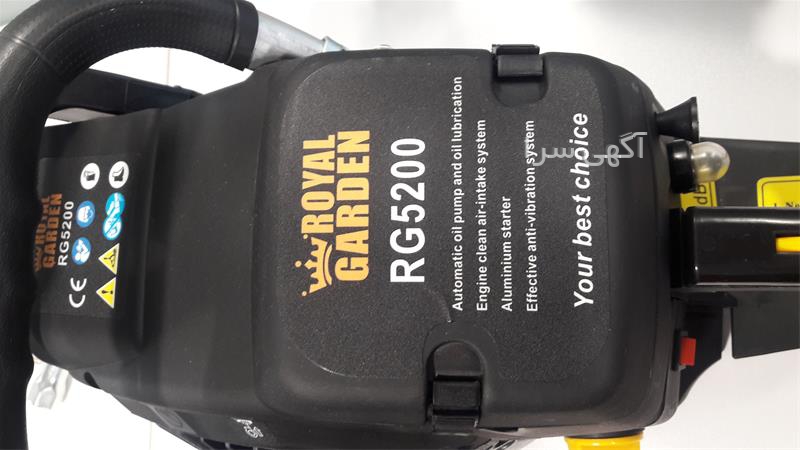 ROYAL
GARDEN
RG5200
Automatic oil pump and oil lubrication
Engine clean air-intake system
Aluminium starter
Effective anti-vibration system
Your best choice
ROYAL
GARDEN
RG5200
CE
آگهی سر